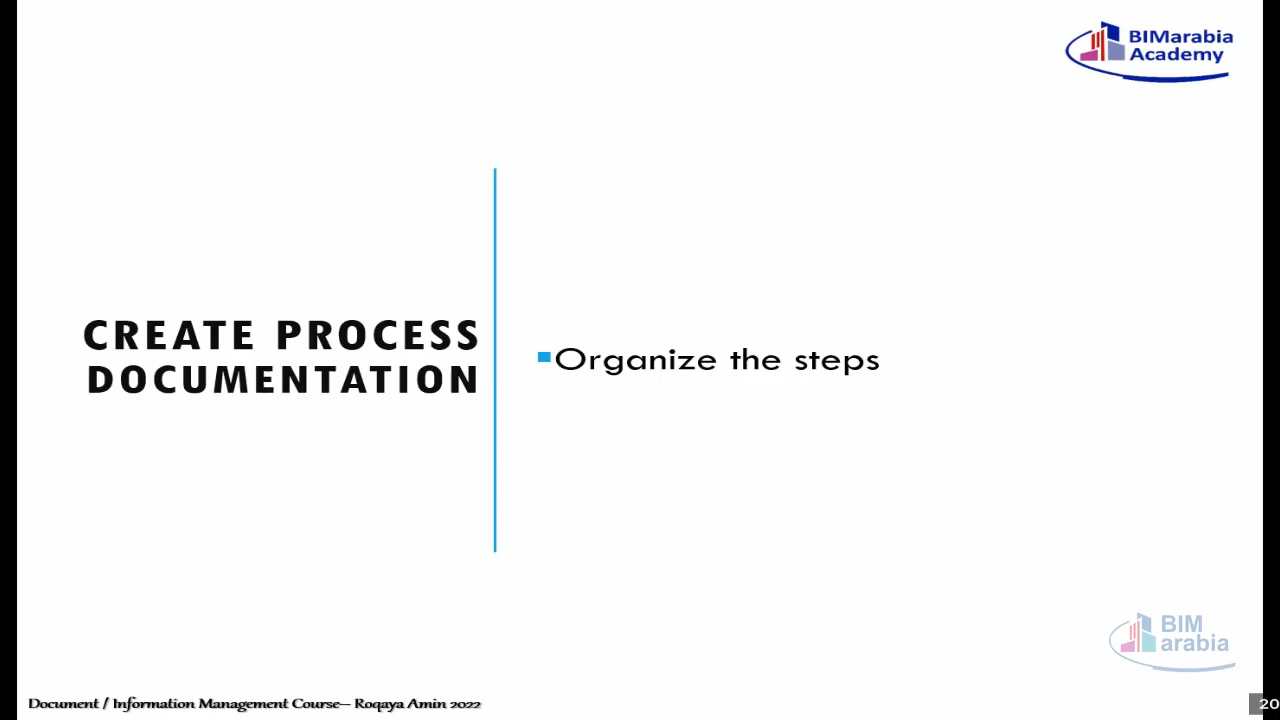 BIMarabia
Academy
CREATE PROCESS
DOCUMENTATION
Organize the steps
BIM
arabia
Document / Information Management Course– Roqaya Amin 2022
20